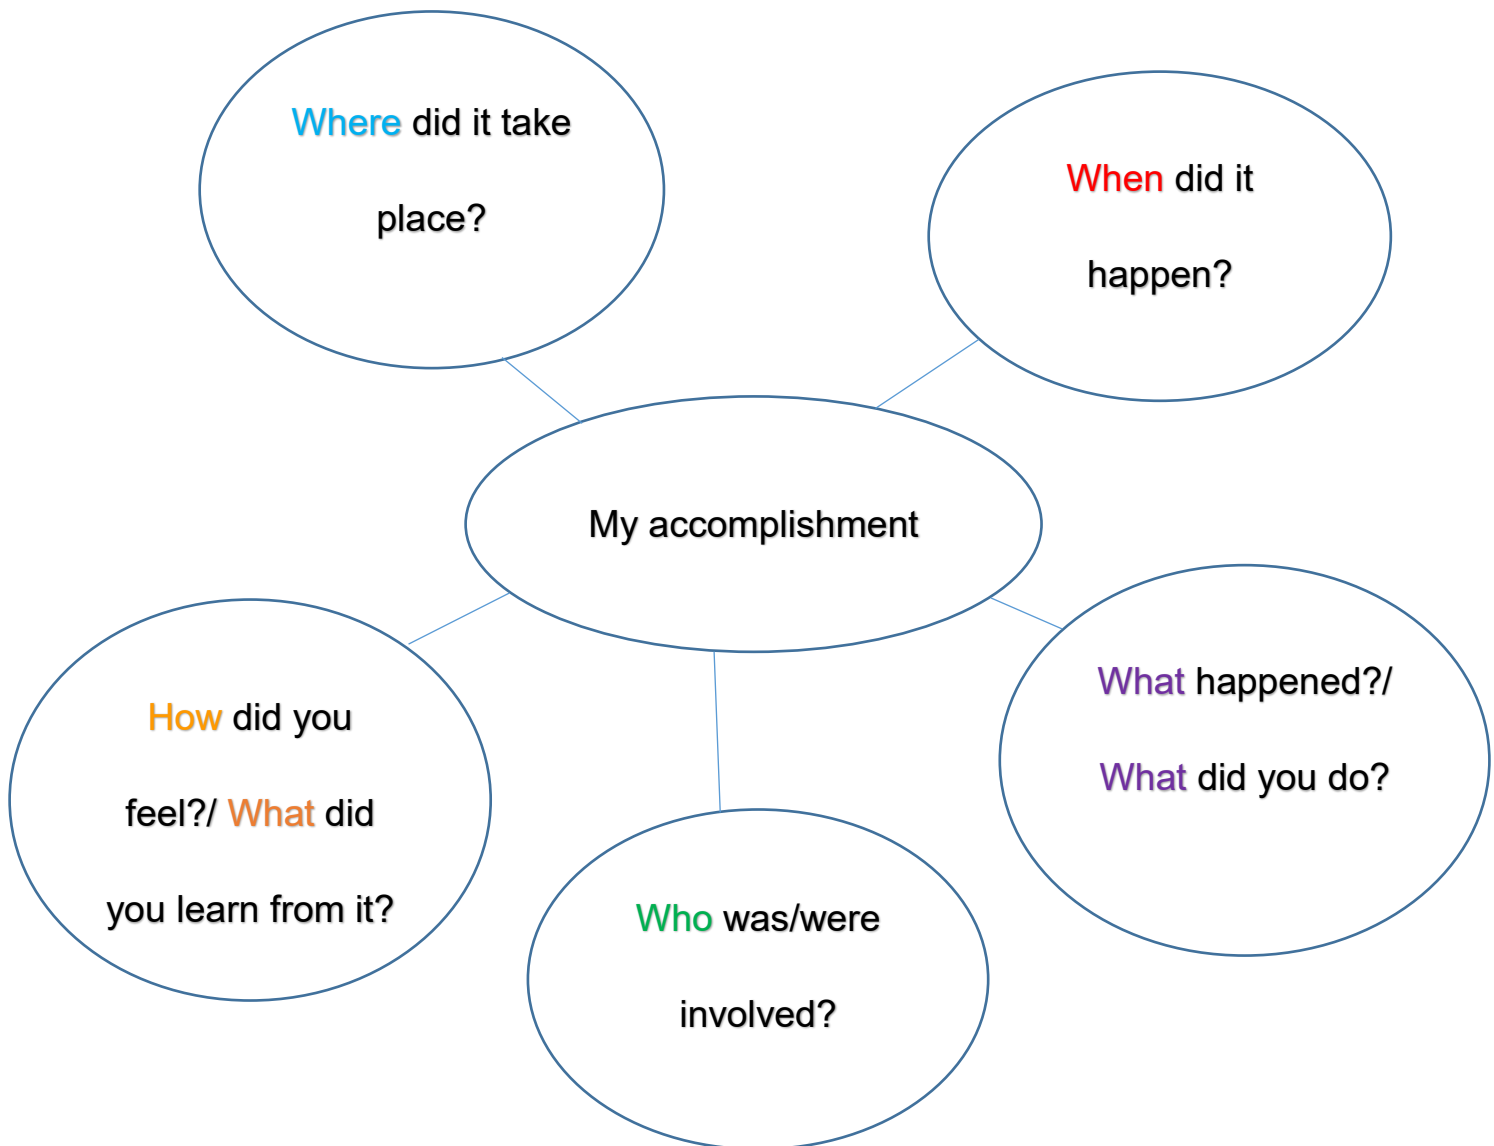 Where did it take
place?
When did it
happen?
My accomplishment
What happened?/
What did you do?
How did you
feel?/ What did
you learn from it?
Who was/were
involved?